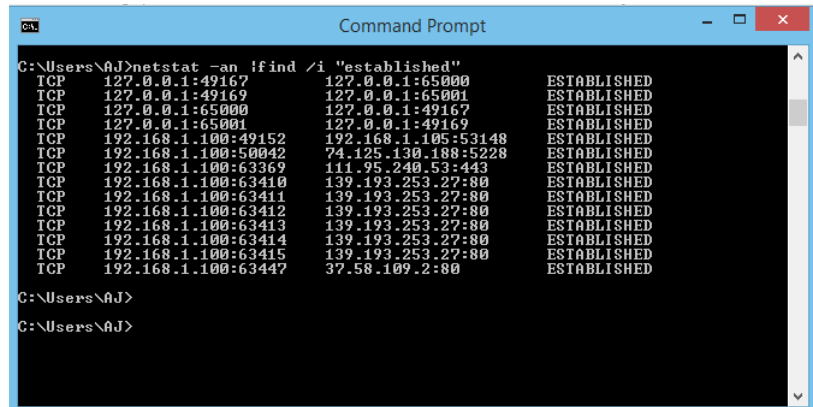 Command Prompt
C:\Users\AJ>netstat -an |find /i "established"
TCP 127.0.0.1:49167 127.0.0.1:65000 ESTABLISHED
TCP 127.0.0.1:49169 127.0.0.1:65001 ESTABLISHED
TCP 127.0.0.1:65000 127.0.0.1:49167 ESTABLISHED
TCP 127.0.0.1:65001 127.0.0.1:49169 ESTABLISHED
TCP 192.168.1.100:49152 192.168.1.105:53148 ESTABLISHED
TCP 192.168.1.100:50042 74.125.130.188:5228 ESTABLISHED
TCP 192.168.1.100:63369 111.95.240.53:443 ESTABLISHED
TCP 192.168.1.100:63410 139.193.253.27:80 ESTABLISHED
TCP 192.168.1.100:63411 139.193.253.27:80 ESTABLISHED
TCP 192.168.1.100:63412 139.193.253.27:80 ESTABLISHED
TCP 192.168.1.100:63413 139.193.253.27:80 ESTABLISHED
TCP 192.168.1.100:63414 139.193.253.27:80 ESTABLISHED
TCP 192.168.1.100:63415 139.193.253.27:80 ESTABLISHED
TCP 192.168.1.100:63447 37.58.109.2:80 ESTABLISHED
C:\Users\AJ>
C:\Users\AJ>